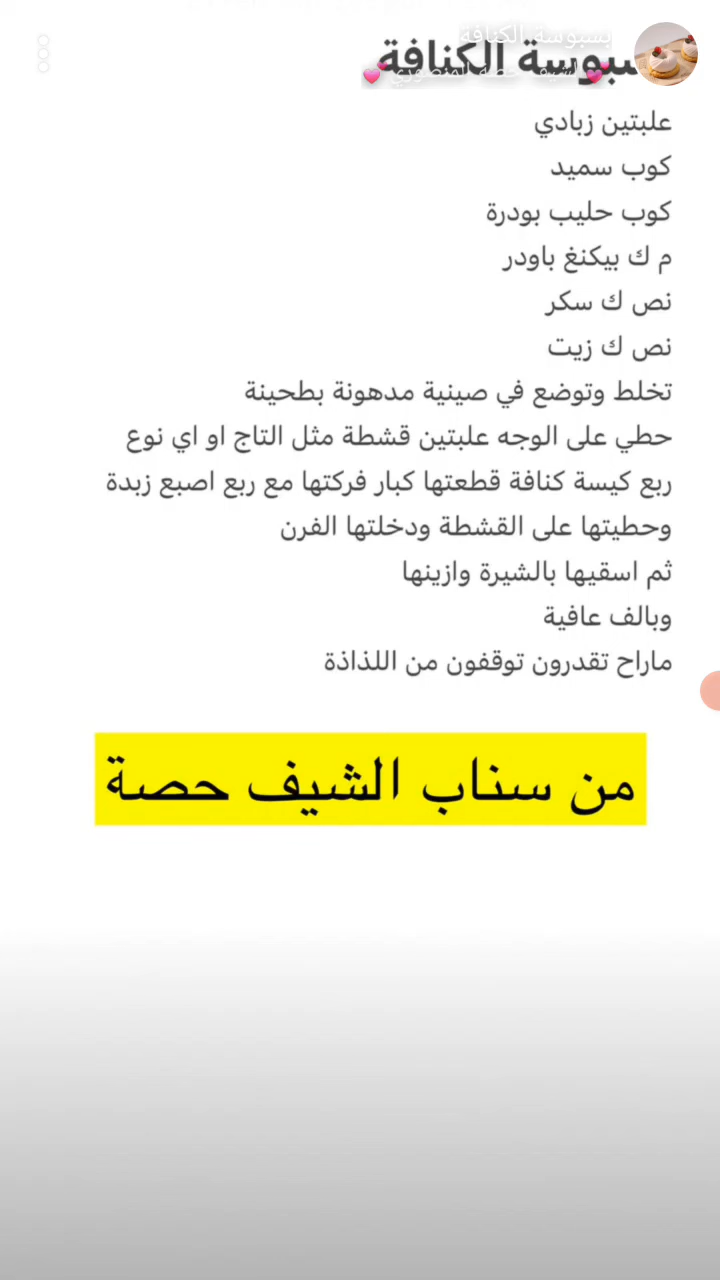 بسبوسة الكنافة
بسبوسة الكنافة
علبتين زبادي
كوب سميد
كوب حليب بودرة
م ك بيكنغ باودر
نص ك سكر
نص ك زيت
تخلط وتوضع في صينية مدهونة بطحينة
حطي على الوجه علبتين قشطة مثل التاج او اي نوع
ربع كيسة كنافة قطعتها كبار فركتها مع ربع اصبع زبدة
وحطيتها على القشطة ودخلتها الفرن
ثم اسقيها بالشيرة وازينها
وبالف عافية
ماراح تقدرون توقفون من اللذاذة
من سناب الشيف حصة